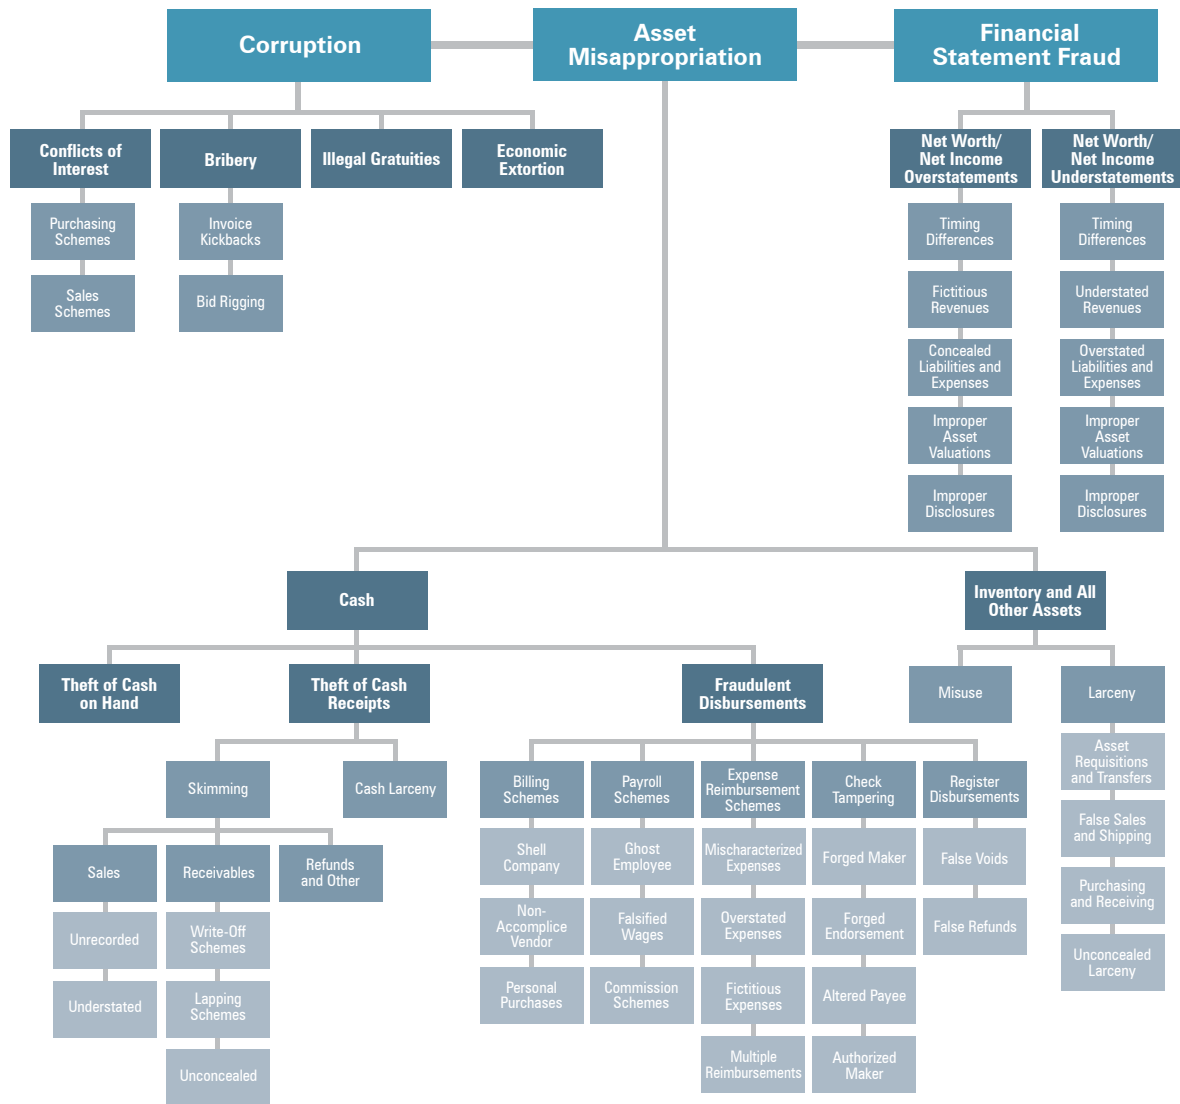 Corruption
Asset
Misappropriation
Financial
Statement Fraud
Conflicts of
Interest
Bribery
Illegal Gratuities
Economic
Extortion
Net Worth/
Net Income
Overstatements
Net Worth/
Net Income
Understatements
Purchasing
Schemes
Sales
Schemes
Invoice
Kickbacks
Bid Rigging
Timing
Differences
Fictitious
Revenues
Concealed
Liabilities and
Expenses
Improper
Asset
Valuations
Improper
Disclosures
Timing
Differences
Understated
Revenues
Overstated
Liabilities and
Expenses
Improper
Asset
Valuations
Improper
Disclosures
Cash
Inventory and All
Other Assets
Theft of Cash
on Hand
Theft of Cash
Receipts
Fraudulent
Disbursements
Misuse
Larceny
Skimming
Cash Larceny
Sales
Receivables
Refunds
and Other
Unrecorded
Understated
Write-Off
Schemes
Lapping
Schemes
Unconcealed
Billing
Schemes
Shell
Company
Non-
Accomplice
Vendor
Personal
Purchases
Payroll
Schemes
Ghost
Employee
Falsified
Wages
Commission
Schemes
Expense
Reimbursement
Schemes
Mischaracterized
Expenses
Overstated
Expenses
Fictitious
Expenses
Multiple
Reimbursements
Check
Tampering
Forged Maker
Forged
Endorsement
Altered Payee
Authorized
Maker
Register
Disbursements
False Voids
False Refunds
Asset
Requisitions
and Transfers
False Sales
and Shipping
Purchasing
and Receiving
Unconcealed
Larceny